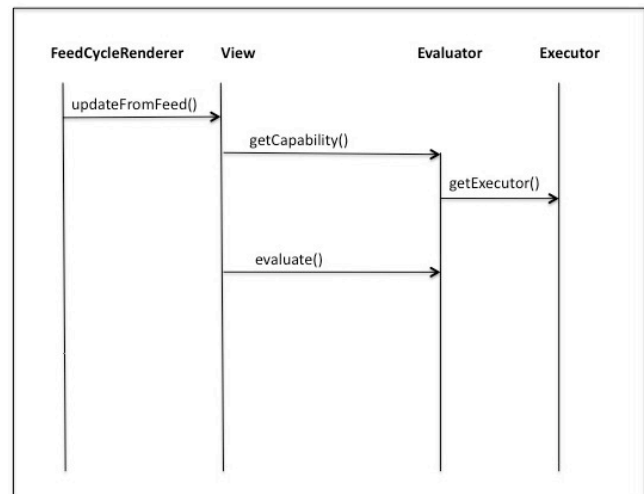 FeedCycleRenderer View Evaluator Executor
updateFromFeed()
getCapability()
getExecutor()
evaluate()